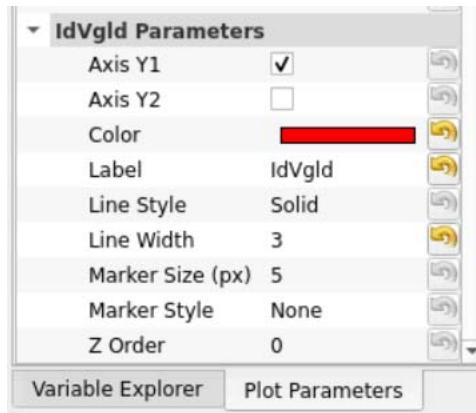 IdVgld Parameters
Axis Y1
Axis Y2
Color
Label IdVgld
Line Style Solid
Line Width 3
Marker Size (px) 5
Marker Style None
Z Order 0
Variable Explorer Plot Parameters